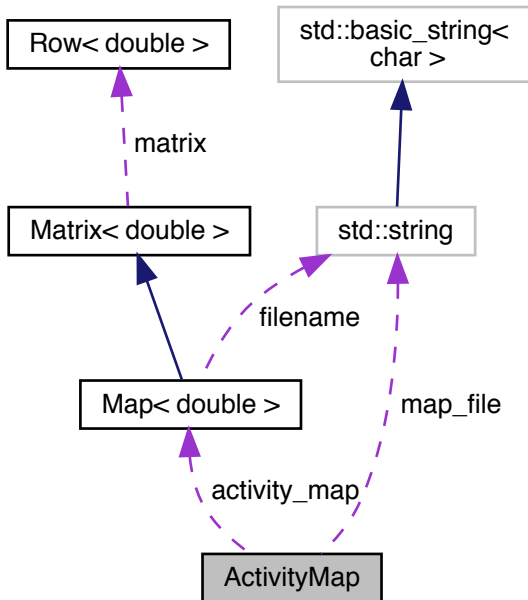 Row< double >
std::basic_string<
char >
matrix
Matrix< double >
std::string
filename
Map< double >
map_file
activity_map
ActivityMap